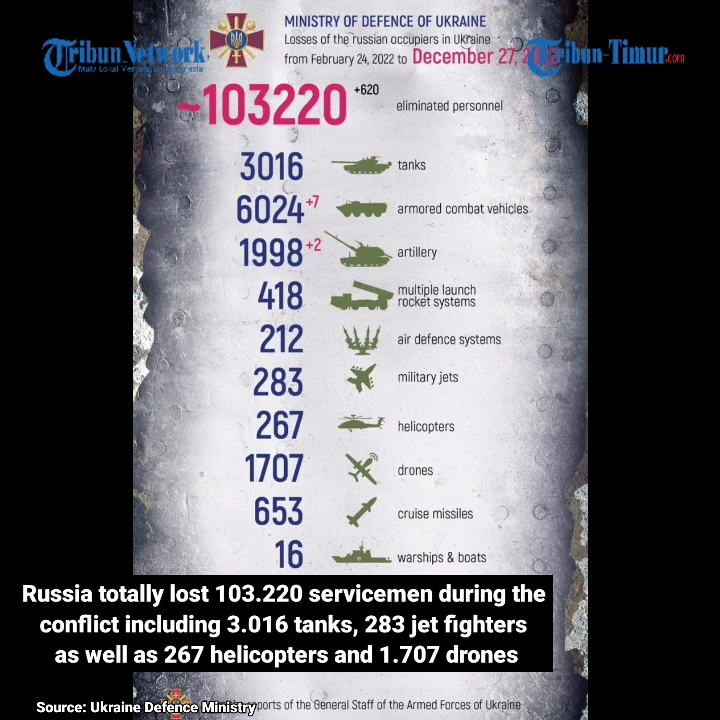 MINISTRY OF DEFENCE OF UKRAINE
Losses of the russian occupiers in Ukraine
from February 24, 2022 to December 27, 
Tribun Network
Tribun-Timur.com
~103220 +620 eliminated personnel
3016 tanks
6024 +7 armored combat vehicles
1998 +2 artillery
418 multiple launch
rocket systems
212 air defence systems
283 military jets
267 helicopters
1707 drones
653 cruise missiles
16 warships & boats
Russia totally lost 103.220 servicemen during the
conflict including 3.016 tanks, 283 jet fighters
as well as 267 helicopters and 1.707 drones
Source: Ukraine Defence Ministry
of the General Staff of the Armed Forces of Ukraine